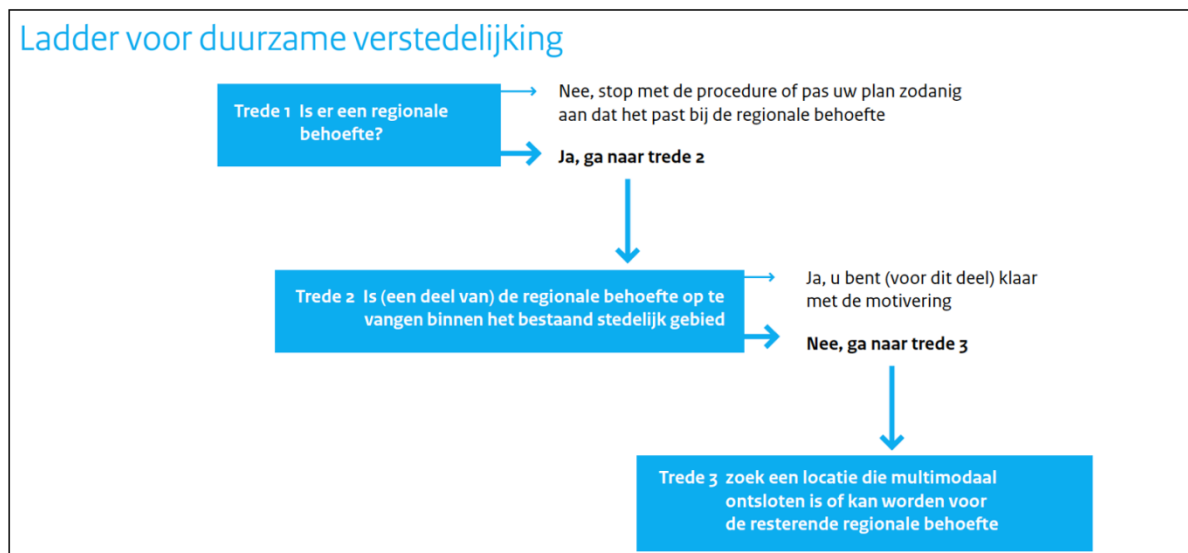 Ladder voor duurzame verstedelijking
Trede 1 Is er een regionale
behoefte?
Nee, stop met de procedure of pas uw plan zodanig
aan dat het past bij de regionale behoefte
Ja, ga naar trede 2
Trede 2 Is (een deel van) de regionale behoefte op te
vangen binnen het bestaand stedelijk gebied
Ja, u bent (voor dit deel) klaar
met de motivering
Nee, ga naar trede 3
Trede 3 zoek een locatie die multimodaal
ontsloten is of kan worden voor
de resterende regionale behoefte